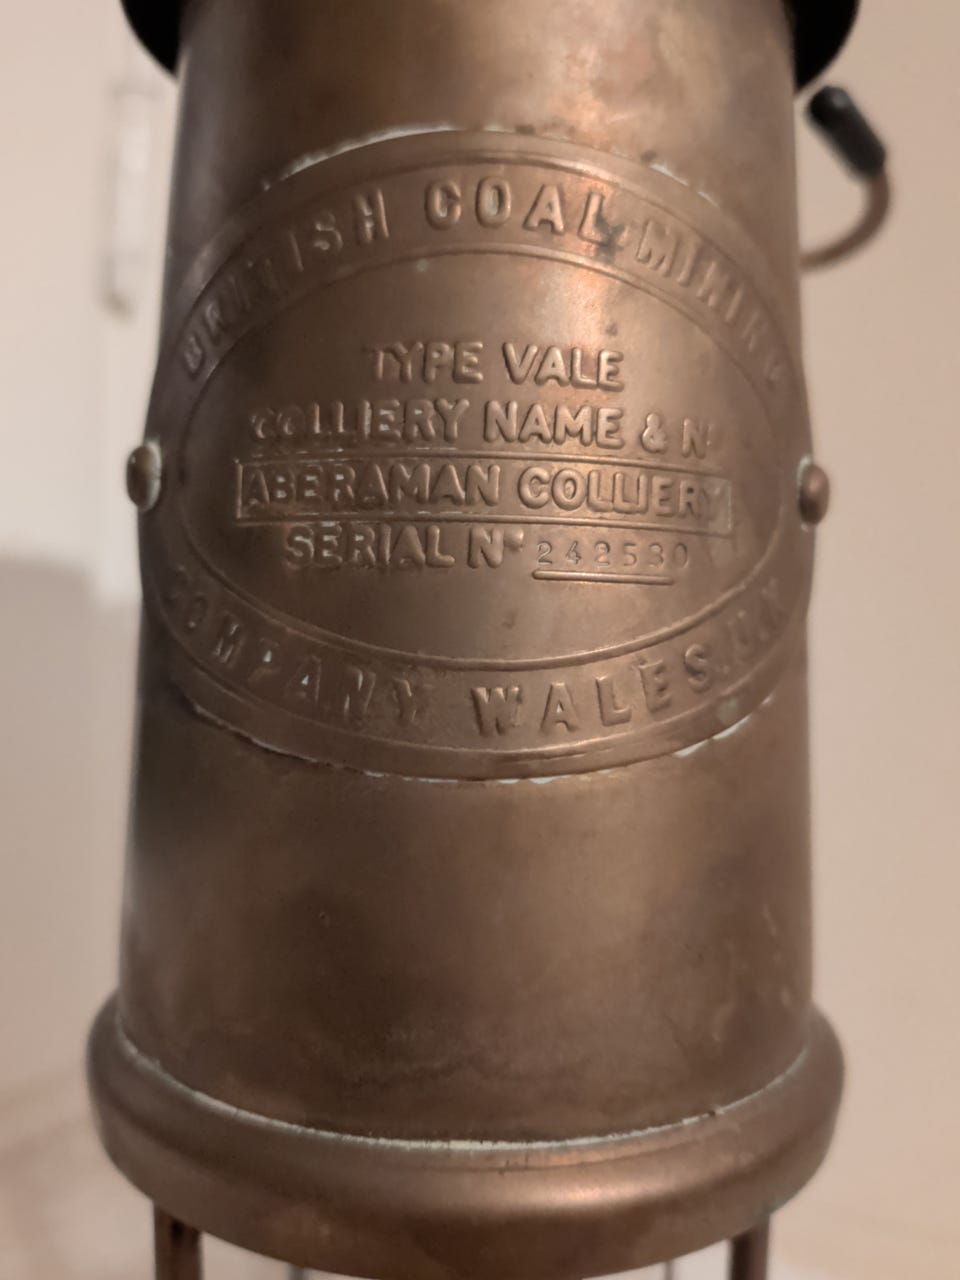 BRITISH COAL MINING
TYPE VALE
COLLIERY NAME & Nº
ABERAMAN COLLIERY
SERIAL Nº 242530
COMPANY WALES.U.K